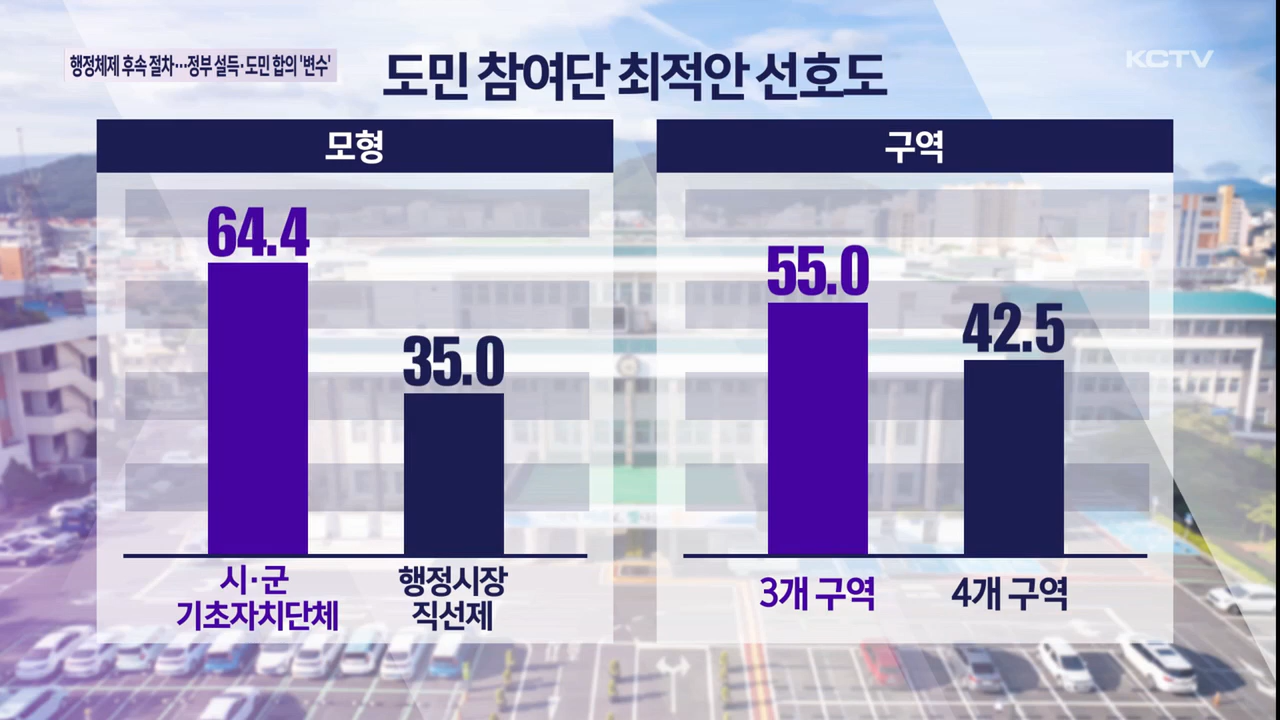 행정체제 후속 절차…정부 설득·도민 합의 '변수'
도민 참여단 최적안 선호도
KCTV
모형
64.4
35.0
시·군
기초자치단체
행정시장
직선제
구역
55.0
42.5
3개 구역
4개 구역